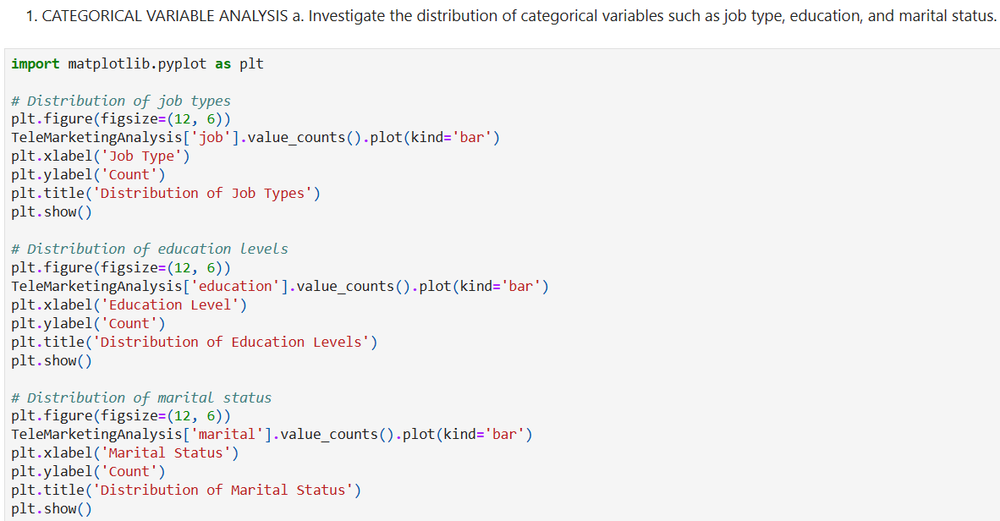 1. CATEGORICAL VARIABLE ANALYSIS a. Investigate the distribution of categorical variables such as job type, education, and marital status.
import matplotlib.pyplot as plt
# Distribution of job types
plt.figure(figsize=(12, 6))
TeleMarketingAnalysis['job'].value_counts().plot(kind='bar')
plt.xlabel('Job Type')
plt.ylabel('Count')
plt.title('Distribution of Job Types')
plt.show()
# Distribution of education levels
plt.figure(figsize=(12, 6))
TeleMarketingAnalysis['education'].value_counts().plot(kind='bar')
plt.xlabel('Education Level')
plt.ylabel('Count')
plt.title('Distribution of Education Levels')
plt.show()
# Distribution of marital status
plt.figure(figsize=(12, 6))
TeleMarketingAnalysis['marital'].value_counts().plot(kind='bar')
plt.xlabel('Marital Status')
plt.ylabel('Count')
plt.title('Distribution of Marital Status')
plt.show()